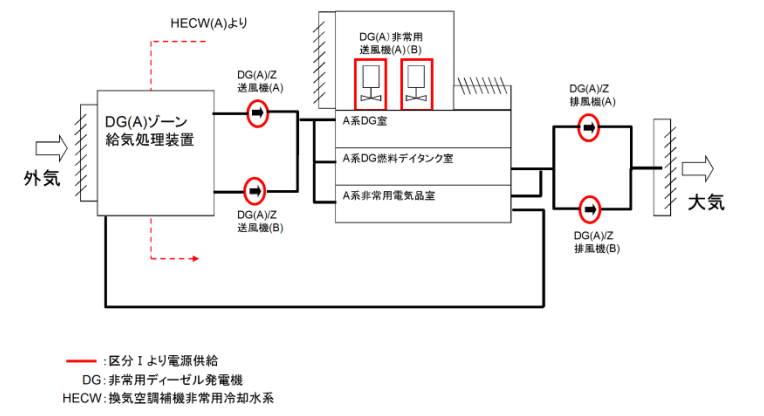 HECW(A)より
DG(A)非常用
送風機(A)(B)
DG(A)/Z
送風機(A)
DG(A)/Z
排風機(A)
DG(A)ゾーン
給気処理装置
A系DG室
A系DG燃料デイタンク室
A系非常用電気品室
外気
大気
DG(A)/Z
送風機(B)
DG(A)/Z
排風機(B)
:区分Ⅰより電源供給
DG:非常用ディーゼル発電機
HECW:換気空調補機非常用冷却水系